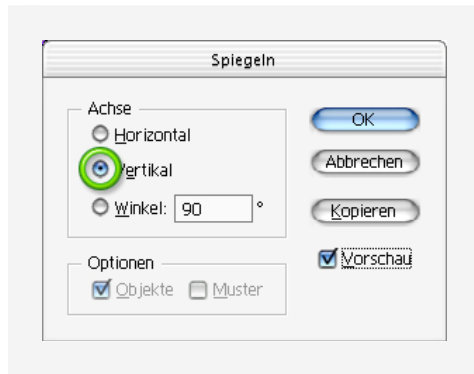 Spiegeln
Achse
Horizontal
Vertikal
Winkel: 90 °
Optionen
Objekte Muster
OK
Abbrechen
Kopieren
Vorschau